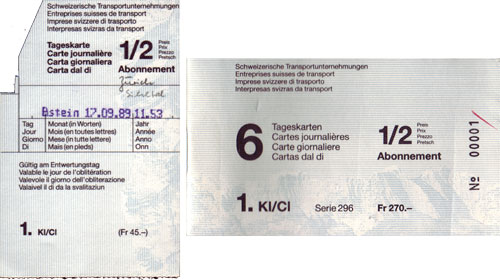 Schweizerische Transportunternehmungen
Entreprises suisses de transport
Imprese svizzere di trasporto
Interpresas svizras da transport
Tageskarte
Carte journalière
Carta giornaliera
Carta dal di
1/2
Preis
Prix
Prezzo
Pretsch
Abonnement
Zürich
Bstein 17.09.89 11.53
Tag Monat (in Worten) Jahr
Jour Mois (en toutes lettres) Année
Giorno Mese (in tutte lettere) Anno
Di Mais (en pleds) Onn
Gültig am Entwertungstag
Valable le jour de l'oblitération
Valevole il giorno dell'obliterazione
Valaivel il di da la svalitaziun
1. Kl/Cl (Fr 45.–)
Schweizerische Transportunternehmungen
Entreprises suisses de transport
Imprese svizzere di trasporto
Interpresas svizras da transport
6
Tageskarten
Cartes journalières
Carte giornaliere
Cartas dal di
1/2
Preis
Prix
Prezzo
Pretsch
Abonnement
1. Kl/Cl Serie 296 Fr 270.–
Nº 00001